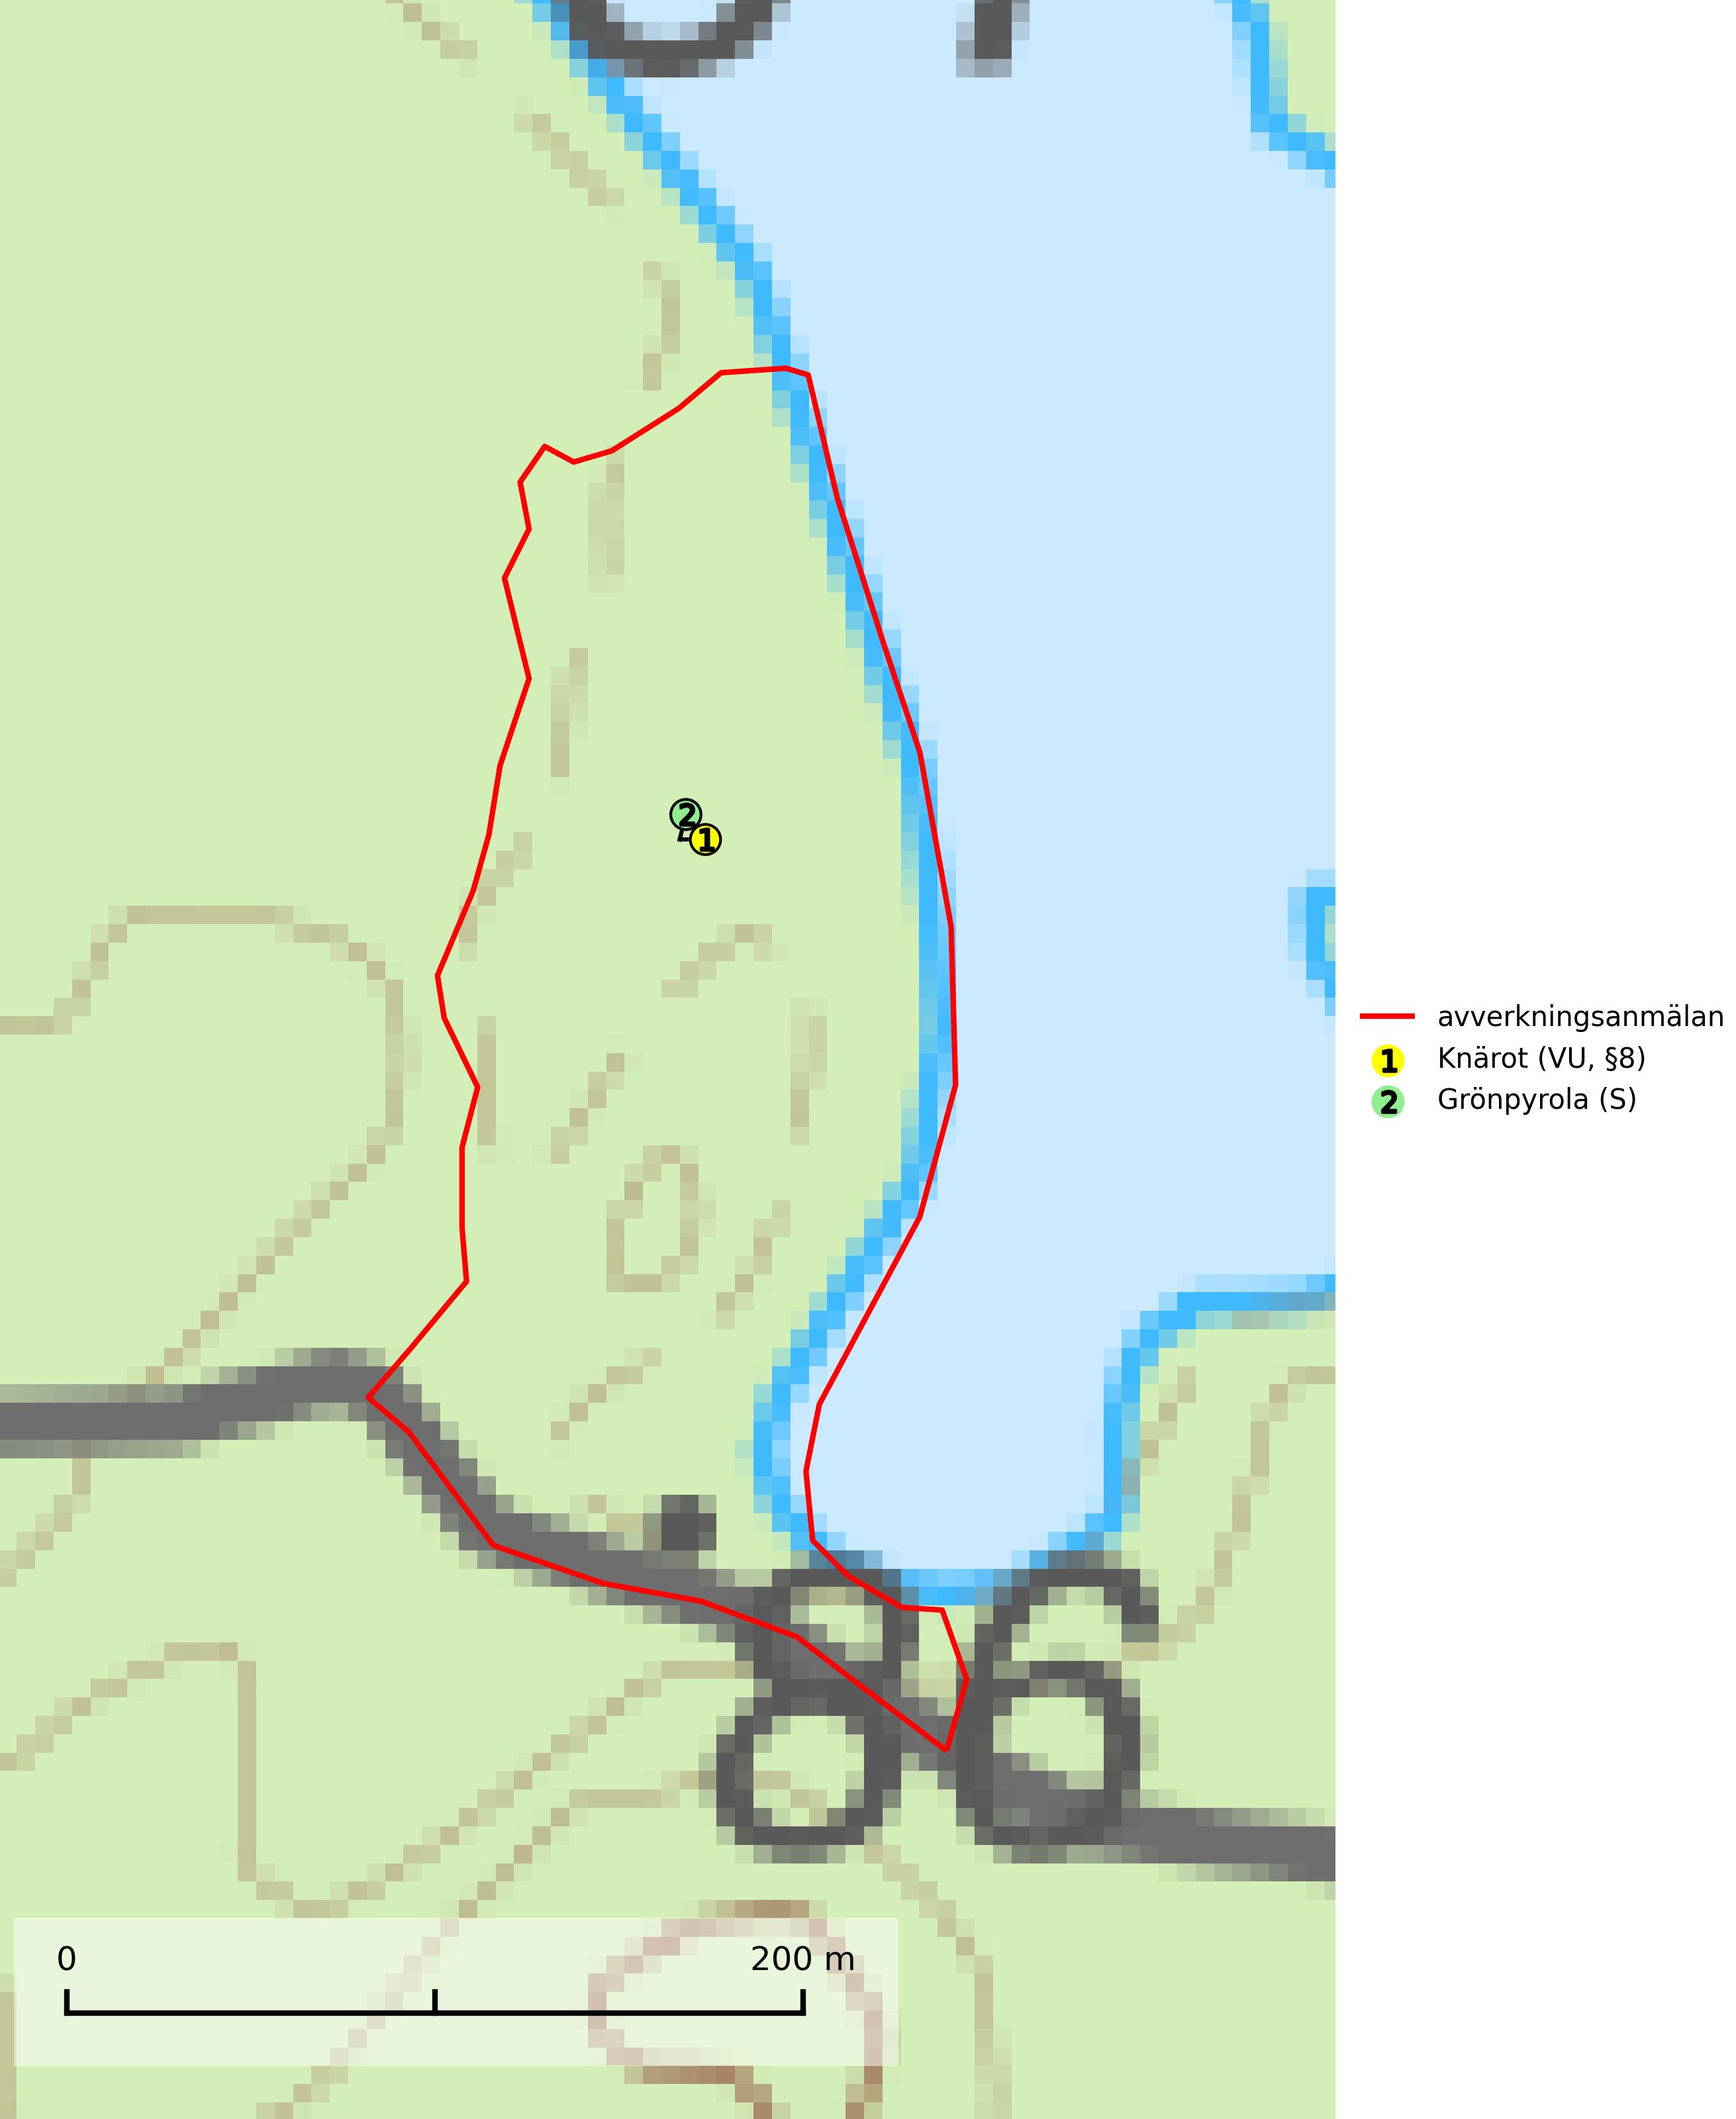 2
1
avverkningsanmälan
1 Knärot (VU, §8)
2 Grönpyrola (S)
0 200 m